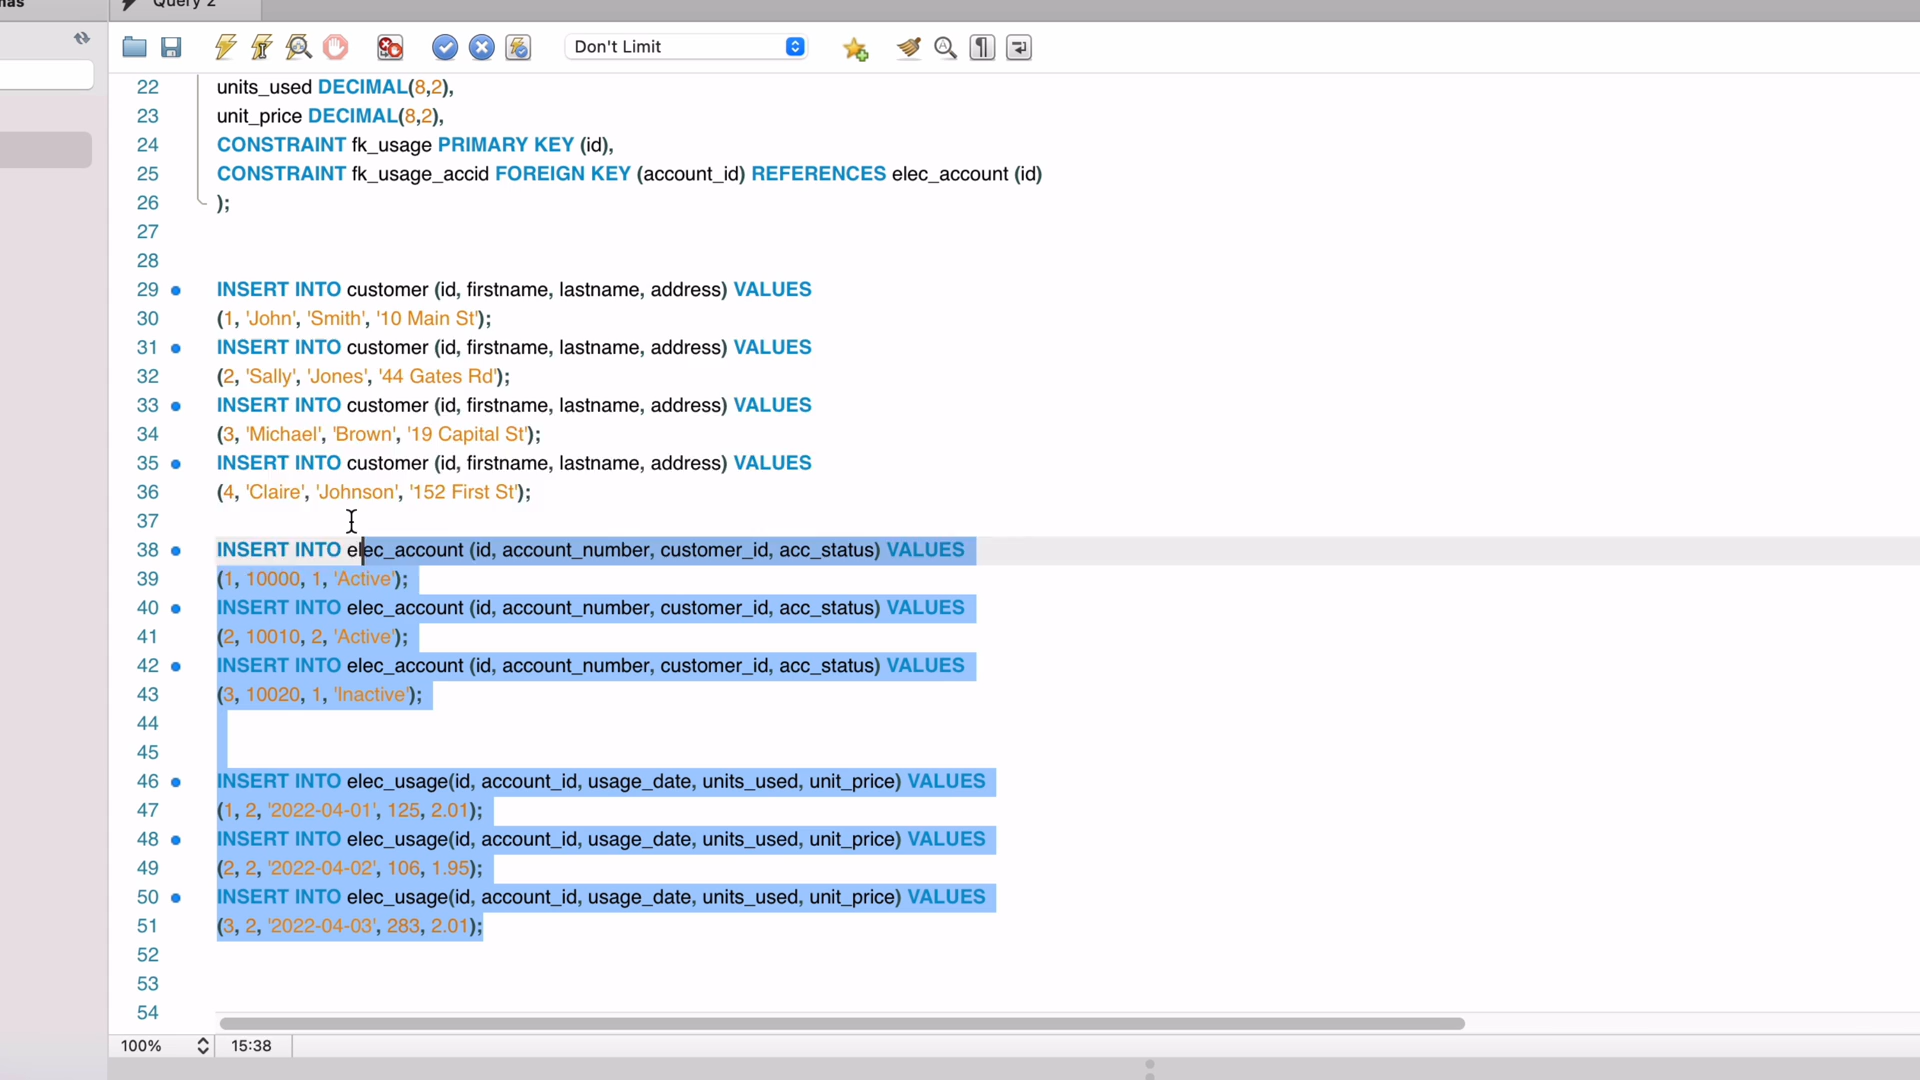 Query 2
Don't Limit
22 units_used DECIMAL(8,2),
23 unit_price DECIMAL(8,2),
24 CONSTRAINT fk_usage PRIMARY KEY (id),
25 CONSTRAINT fk_usage_accid FOREIGN KEY (account_id) REFERENCES elec_account (id)
26 );
27
28
29 INSERT INTO customer (id, firstname, lastname, address) VALUES
30 (1, 'John', 'Smith', '10 Main St');
31 INSERT INTO customer (id, firstname, lastname, address) VALUES
32 (2, 'Sally', 'Jones', '44 Gates Rd');
33 INSERT INTO customer (id, firstname, lastname, address) VALUES
34 (3, 'Michael', 'Brown', '19 Capital St');
35 INSERT INTO customer (id, firstname, lastname, address) VALUES
36 (4, 'Claire', 'Johnson', '152 First St');
37
38 INSERT INTO elec_account (id, account_number, customer_id, acc_status) VALUES
39 (1, 10000, 1, 'Active');
40 INSERT INTO elec_account (id, account_number, customer_id, acc_status) VALUES
41 (2, 10010, 2, 'Active');
42 INSERT INTO elec_account (id, account_number, customer_id, acc_status) VALUES
43 (3, 10020, 1, 'Inactive');
44
45
46 INSERT INTO elec_usage(id, account_id, usage_date, units_used, unit_price) VALUES
47 (1, 2, '2022-04-01', 125, 2.01);
48 INSERT INTO elec_usage(id, account_id, usage_date, units_used, unit_price) VALUES
49 (2, 2, '2022-04-02', 106, 1.95);
50 INSERT INTO elec_usage(id, account_id, usage_date, units_used, unit_price) VALUES
51 (3, 2, '2022-04-03', 283, 2.01);
52
53
54
100% 15:38